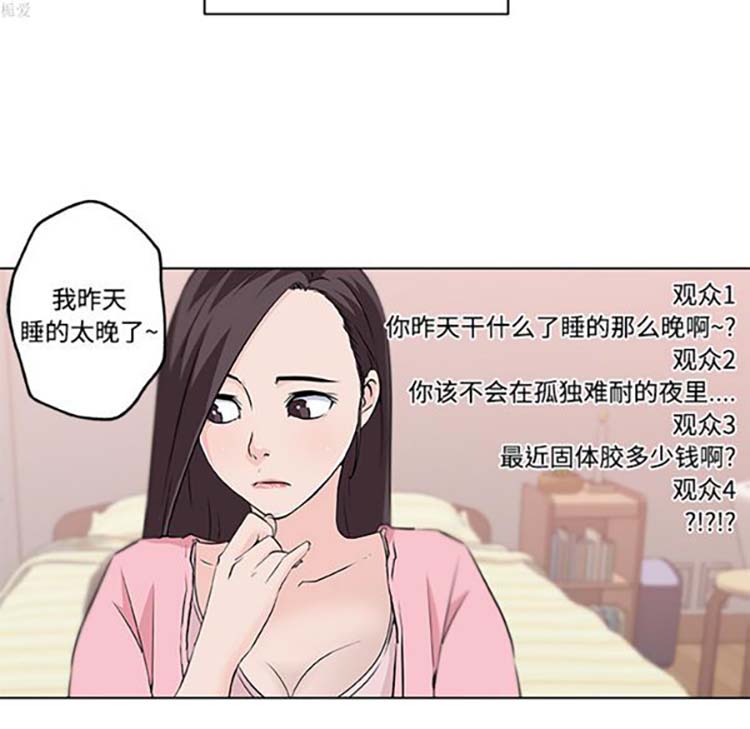 栀爱
我昨天
睡的太晚了~
观众1
你昨天干什么了睡的那么晚啊~?
观众2
你该不会在孤独难耐的夜里....
观众3
最近固体胶多少钱啊?
观众4
?!?!?